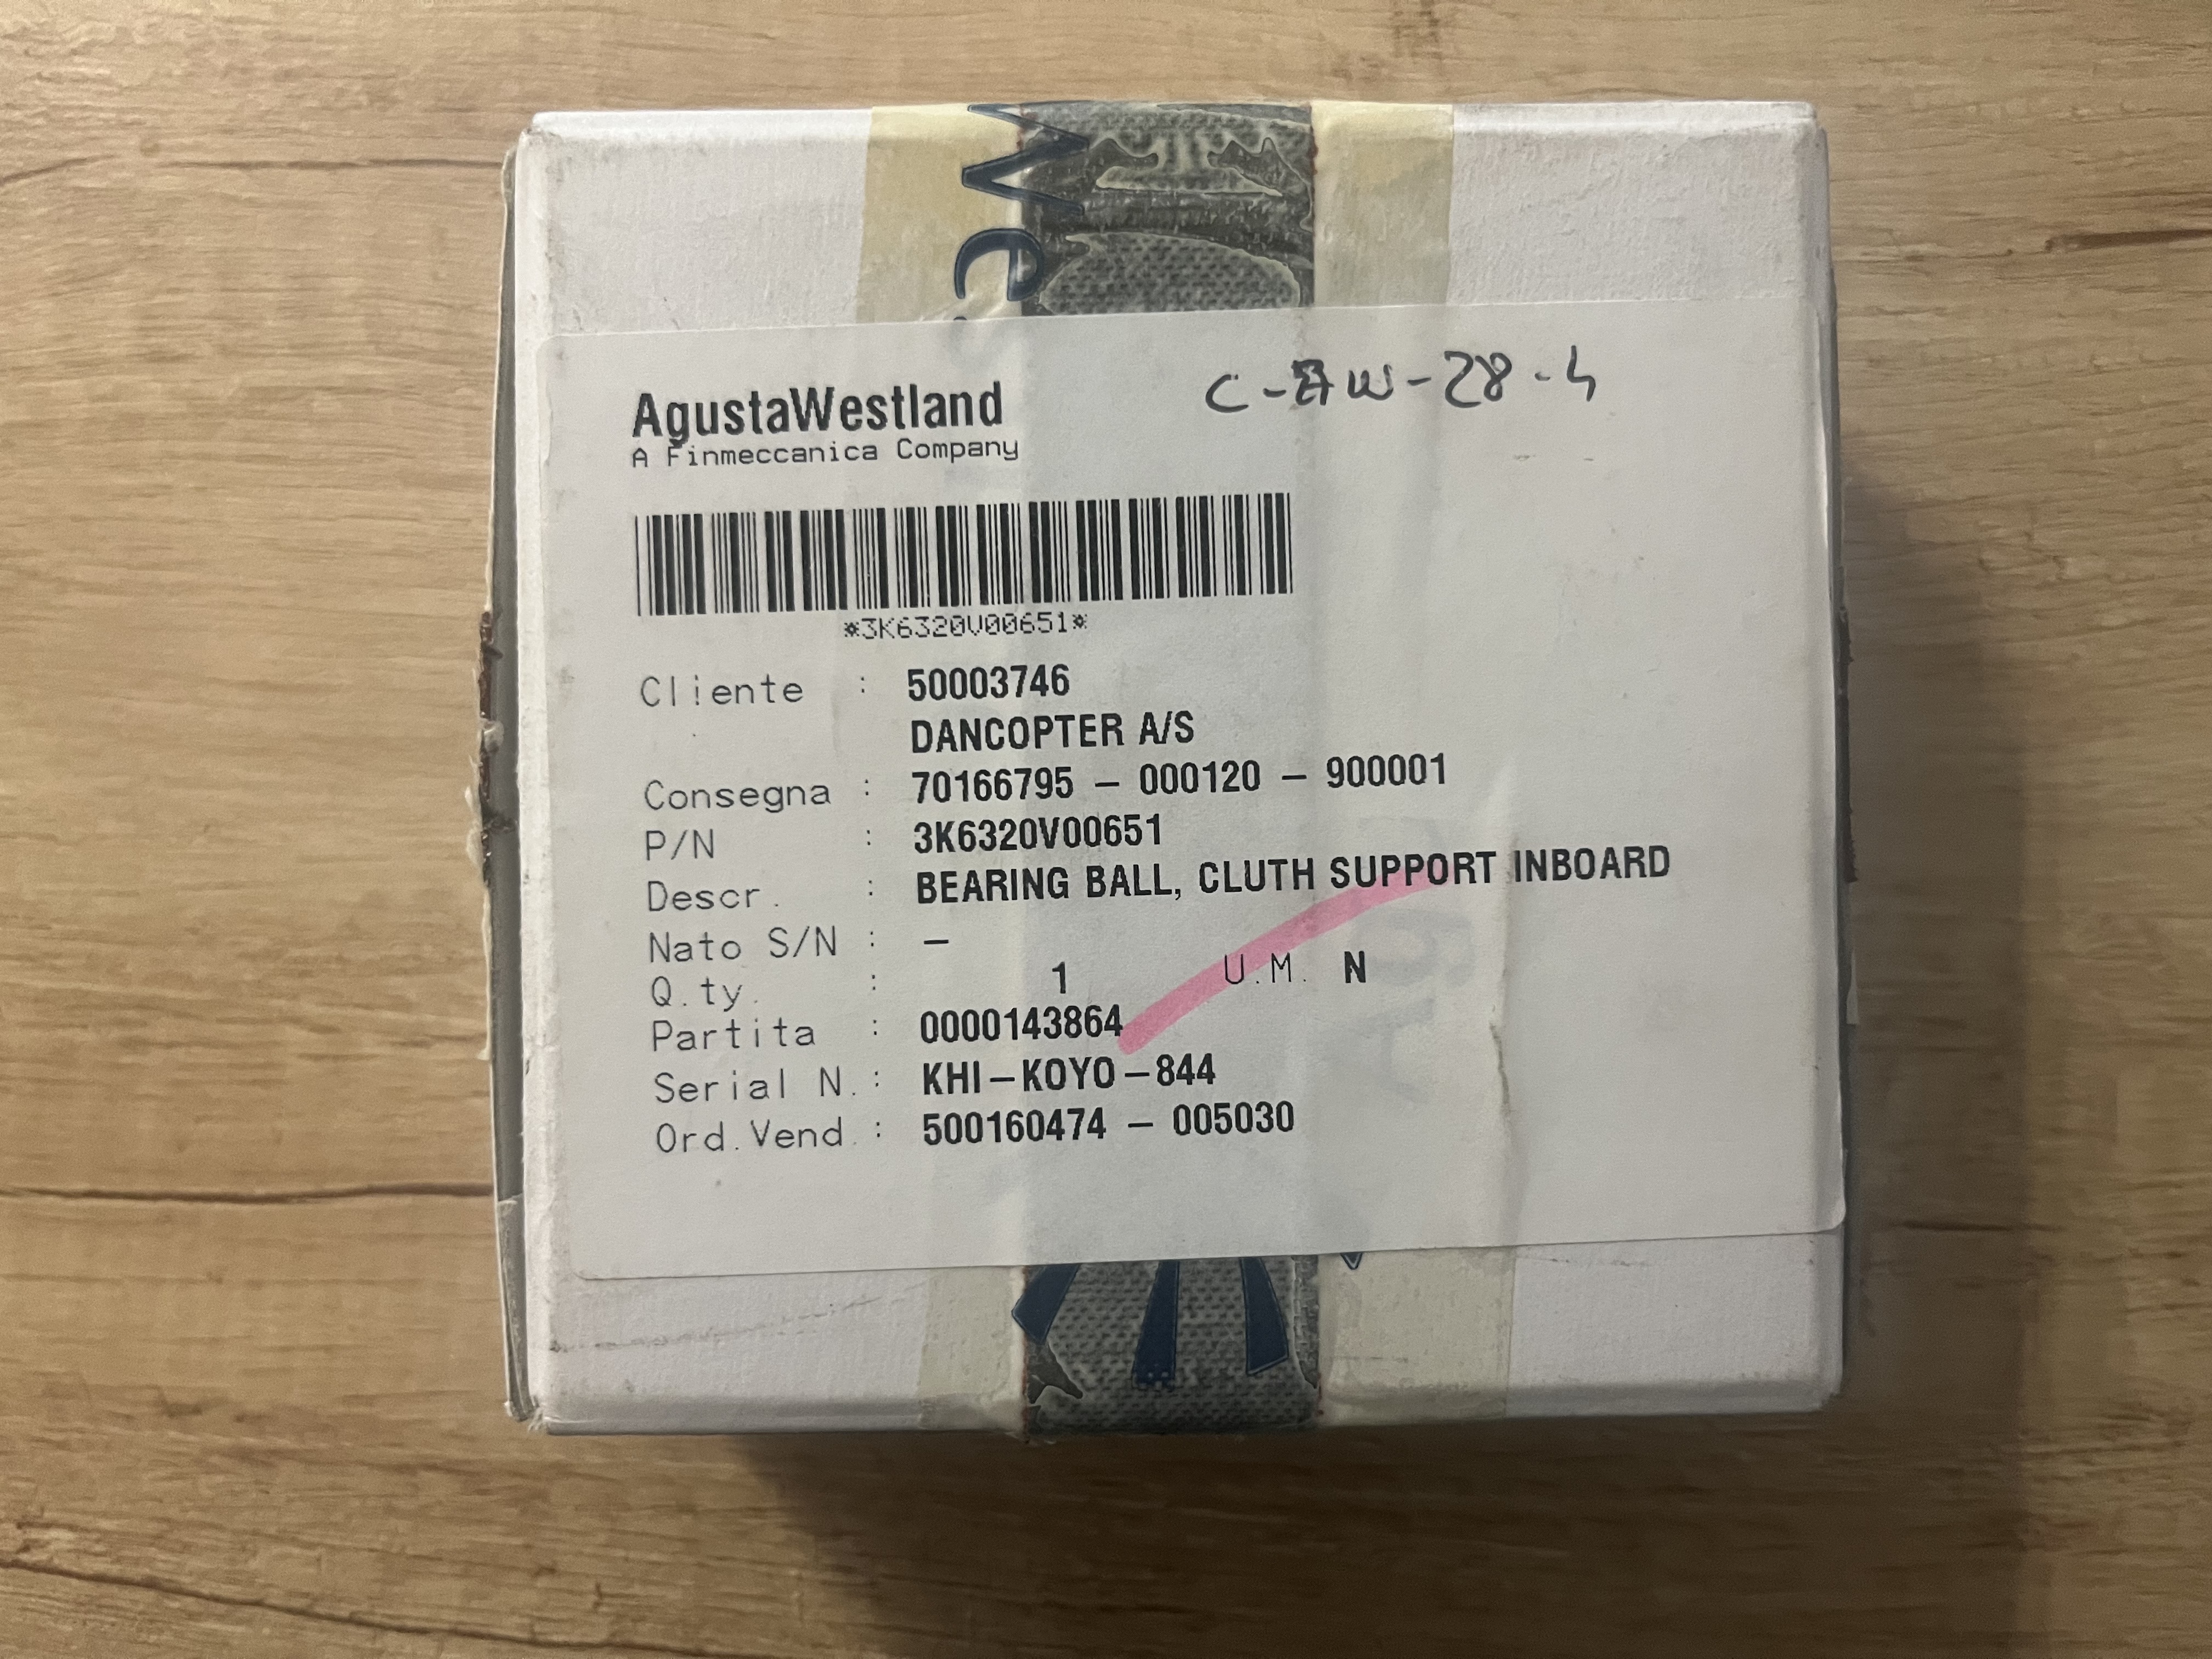 We
AgustaWestland
A Finmeccanica Company
C-AW-28-4
*3K6320V00651*
Cliente : 50003746
DANCOPTER A/S
Consegna : 70166795 – 000120 – 900001
P/N : 3K6320V00651
Descr. : BEARING BALL, CLUTH SUPPORT INBOARD
Nato S/N : –
Q.ty. : 1 U.M. N
Partita : 0000143864
Serial N. : KHI–KOYO–844
Ord.Vend. : 500160474 – 005030